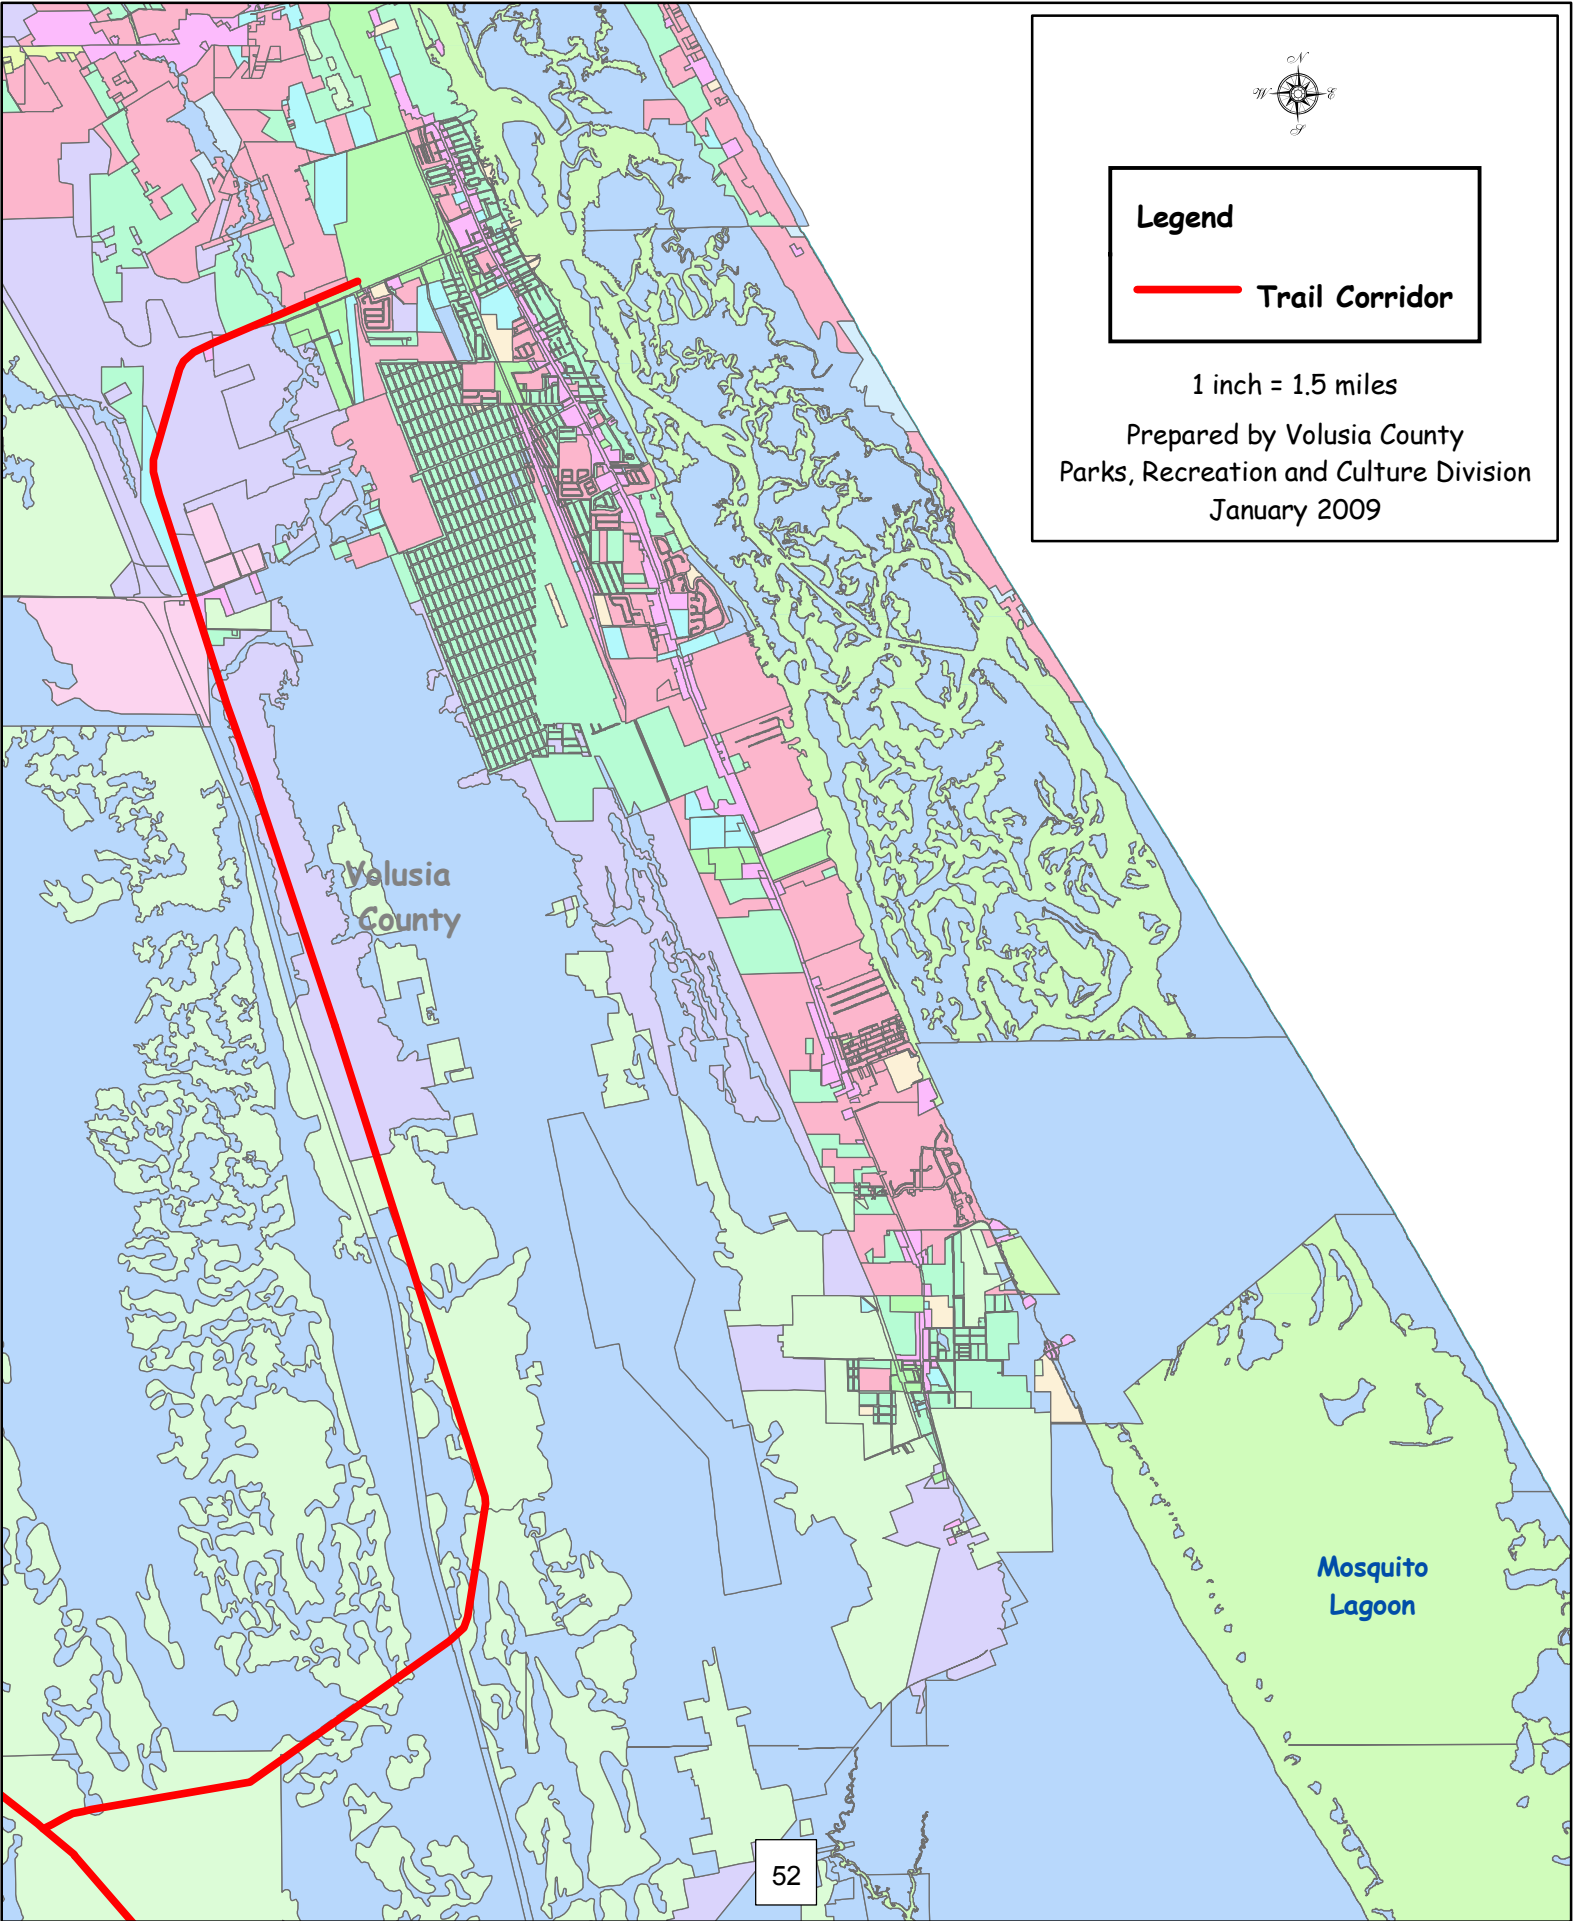 N
W E
S
Legend
Trail Corridor
1 inch = 1.5 miles
Prepared by Volusia County
Parks, Recreation and Culture Division
January 2009
Volusia
County
Mosquito
Lagoon
52